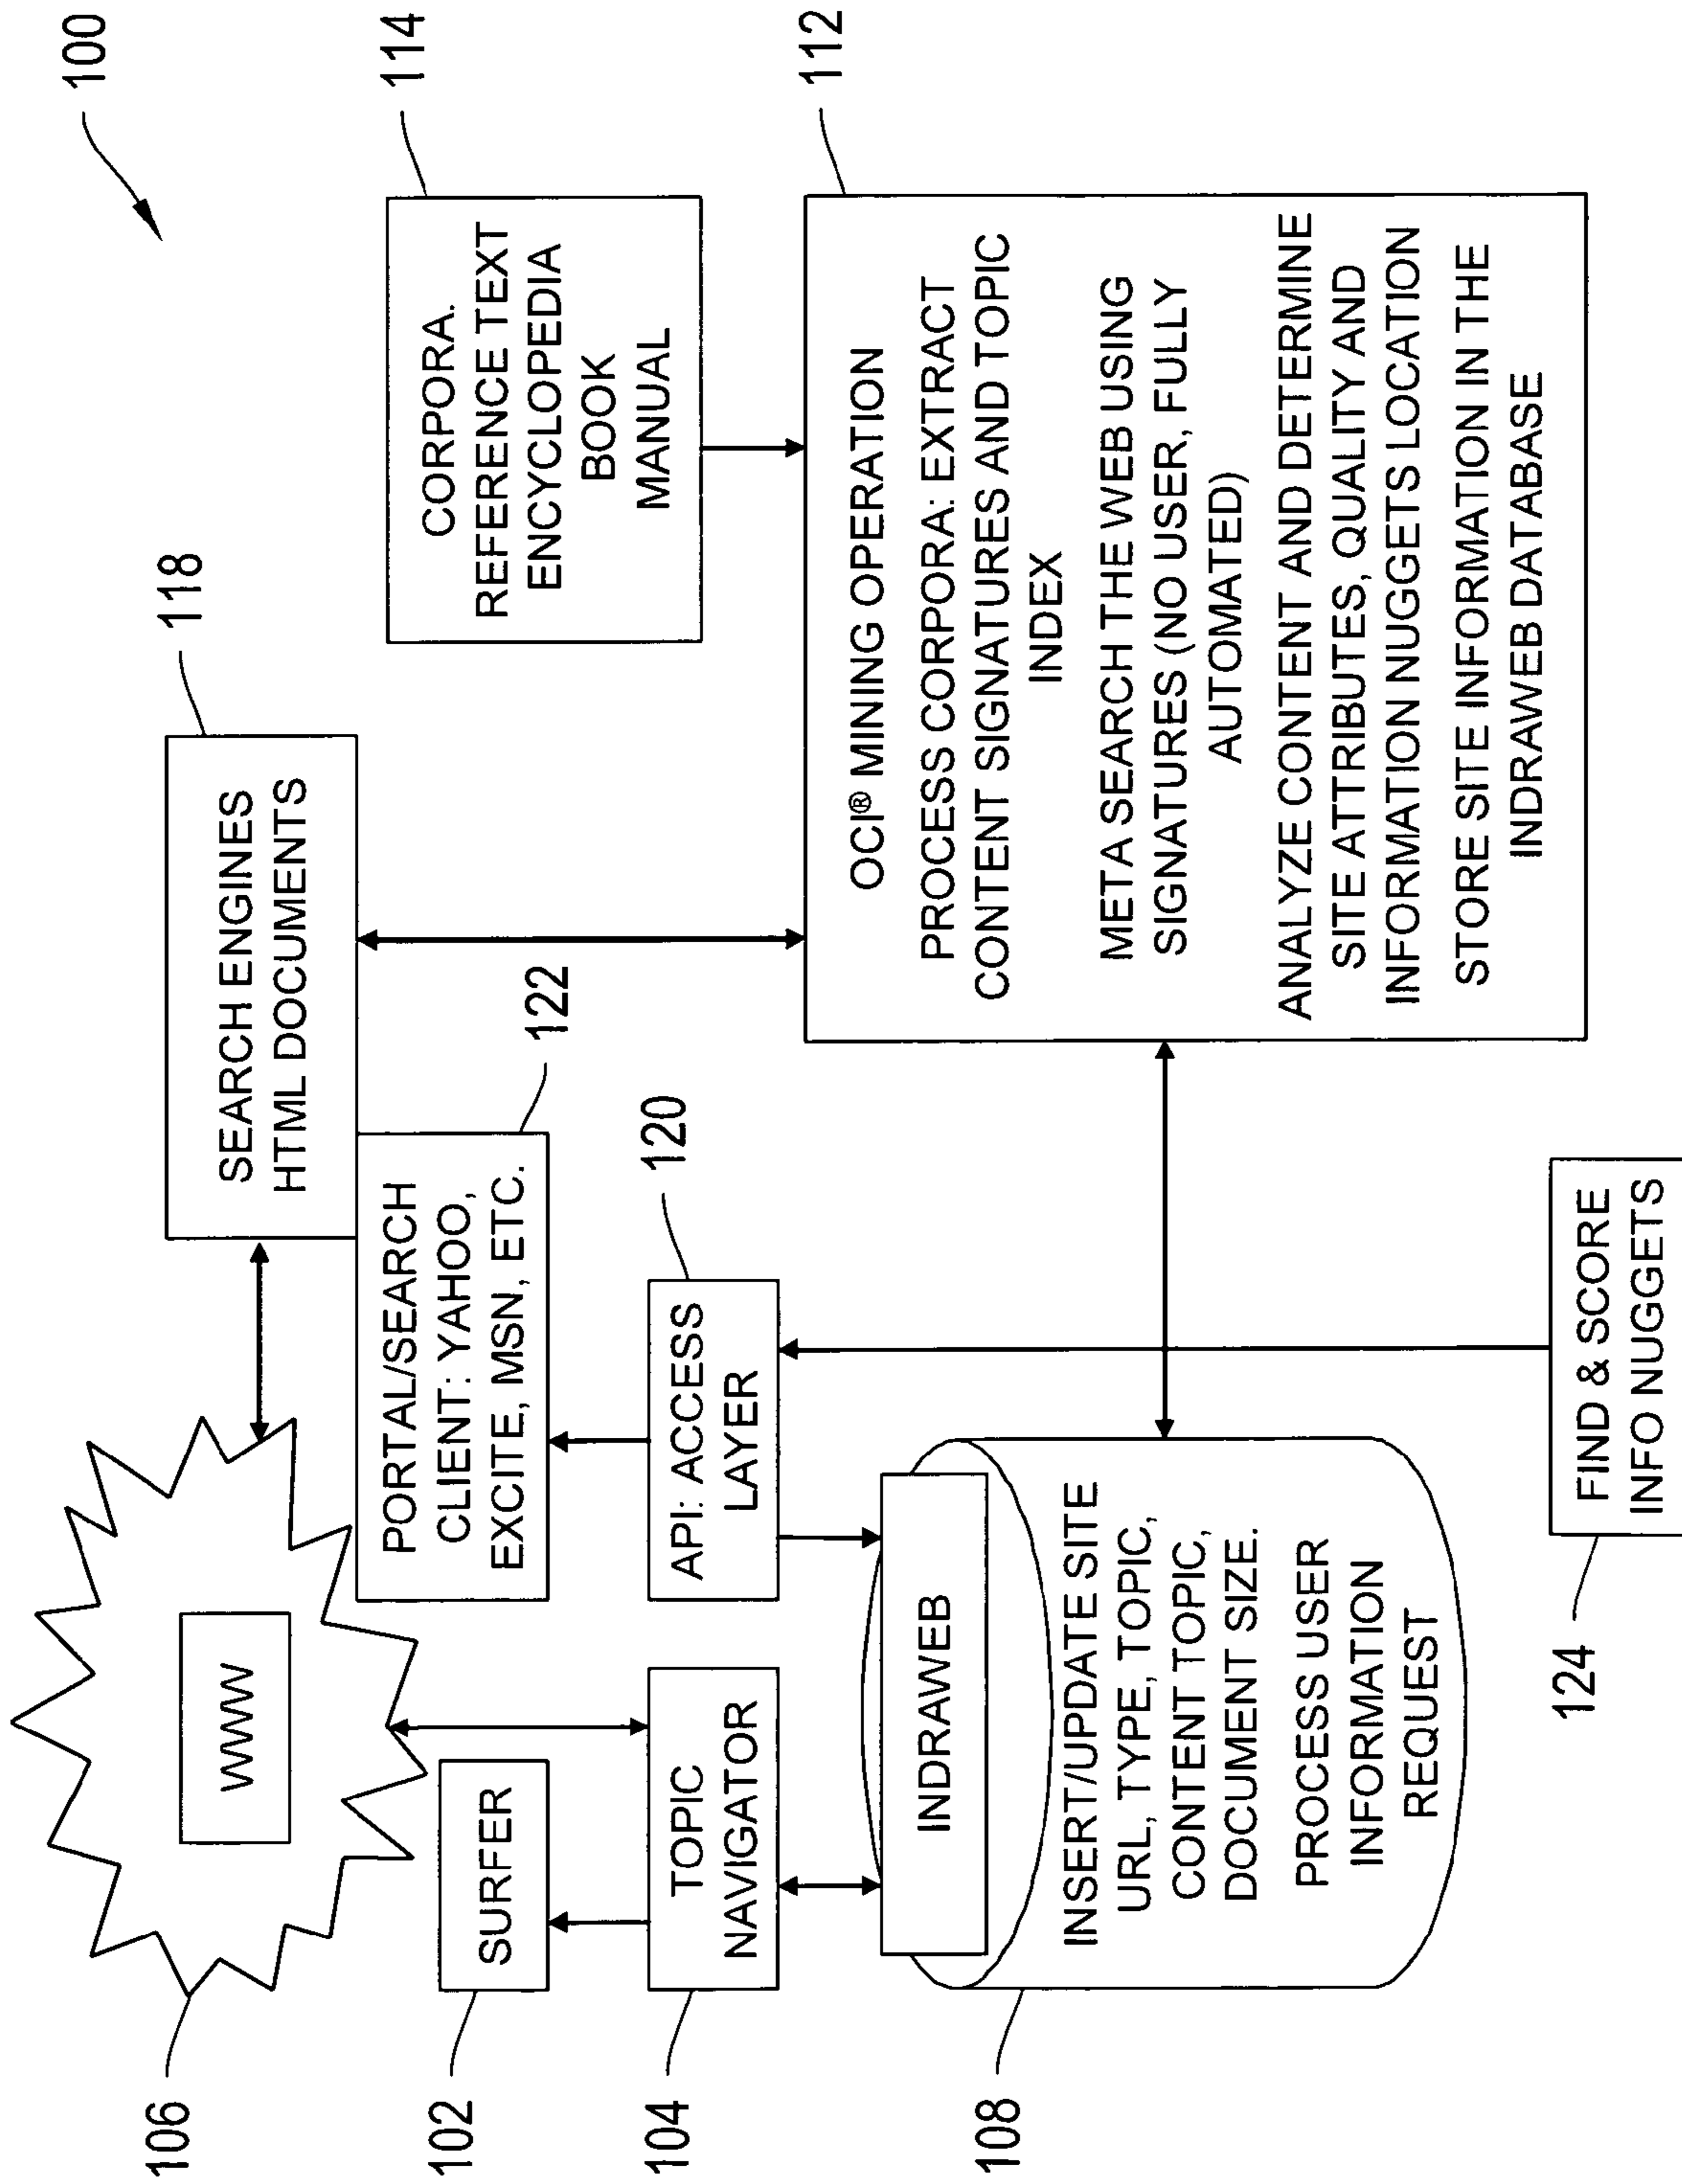 100
106
WWW
118
SEARCH ENGINES
HTML DOCUMENTS
114
CORPORA.
REFERENCE TEXT
ENCYCLOPEDIA
BOOK
MANUAL
102
SURFER
122
PORTAL/SEARCH
CLIENT: YAHOO,
EXCITE, MSN, ETC.
104
TOPIC
NAVIGATOR
120
API: ACCESS
LAYER
112
OCI® MINING OPERATION
PROCESS CORPORA: EXTRACT
CONTENT SIGNATURES AND TOPIC
INDEX
META SEARCH THE WEB USING
SIGNATURES (NO USER, FULLY
AUTOMATED)
ANALYZE CONTENT AND DETERMINE
SITE ATTRIBUTES, QUALITY AND
INFORMATION NUGGETS LOCATION
STORE SITE INFORMATION IN THE
INDRAWEB DATABASE
108
INDRAWEB
INSERT/UPDATE SITE
URL, TYPE, TOPIC,
CONTENT TOPIC,
DOCUMENT SIZE.
PROCESS USER
INFORMATION
REQUEST
124
FIND & SCORE
INFO NUGGETS